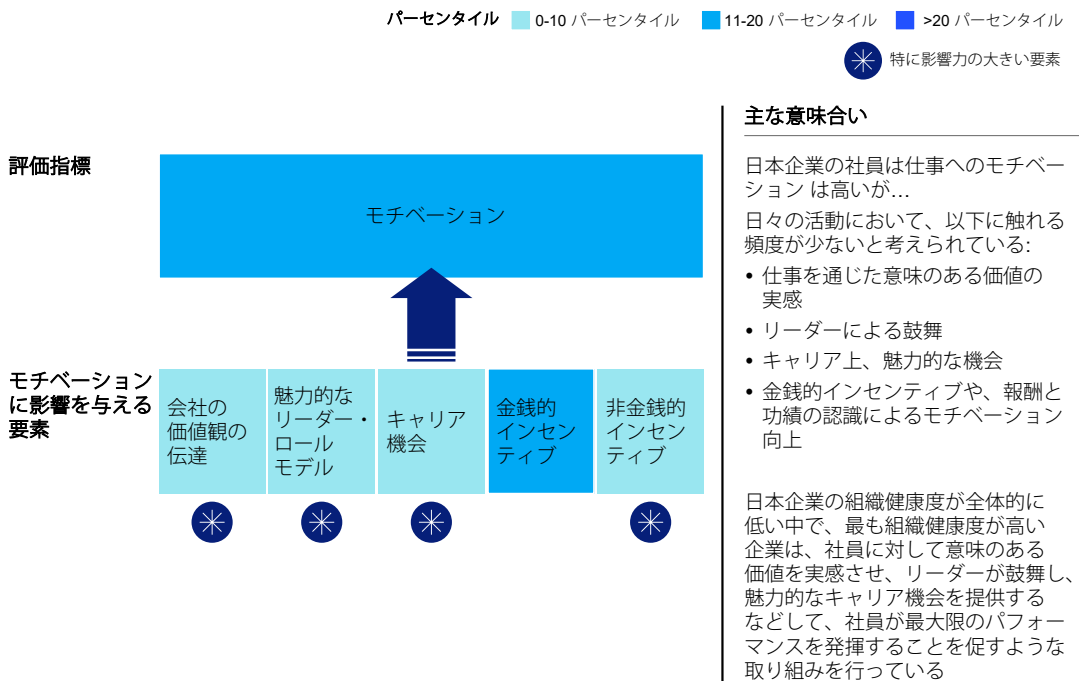 パーセンタイル 0-10 パーセンタイル 11-20 パーセンタイル >20 パーセンタイル
特に影響力の大きい要素
評価指標
モチベーション
モチベーション
に影響を与える
要素
会社の
価値観の
伝達
魅力的な
リーダー・
ロール
モデル
キャリア
機会
金銭的
インセン
ティブ
非金銭的
インセン
ティブ
主な意味合い
日本企業の社員は仕事へのモチベー
ション は高いが…
日々の活動において、以下に触れる
頻度が少ないと考えられている:
• 仕事を通じた意味のある価値の
実感
• リーダーによる鼓舞
• キャリア上、魅力的な機会
• 金銭的インセンティブや、報酬と
功績の認識によるモチベーション
向上
日本企業の組織健康度が全体的に
低い中で、最も組織健康度が高い
企業は、社員に対して意味のある
価値を実感させ、リーダーが鼓舞し、
魅力的なキャリア機会を提供する
などして、社員が最大限のパフォー
マンスを発揮することを促すような
取り組みを行っている